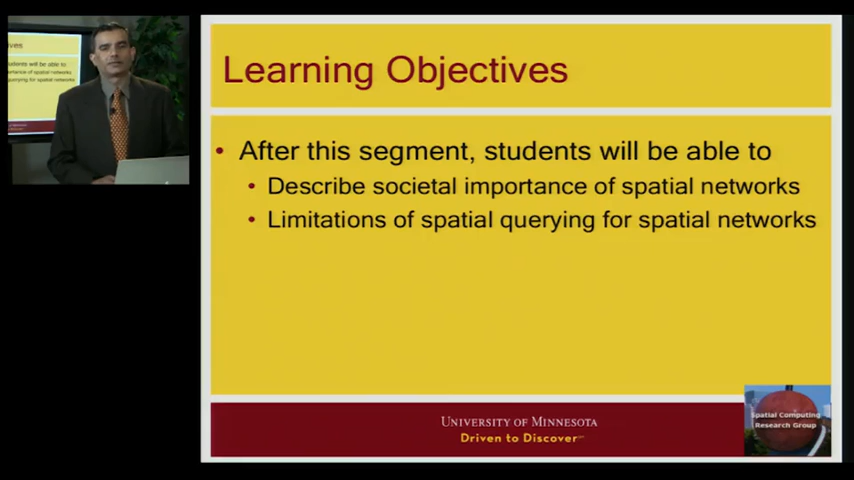 Learning Objectives
• After this segment, students will be able to
• Describe societal importance of spatial networks
• Limitations of spatial querying for spatial networks
UNIVERSITY OF MINNESOTA
Driven to Discover
Spatial Computing
Research Group